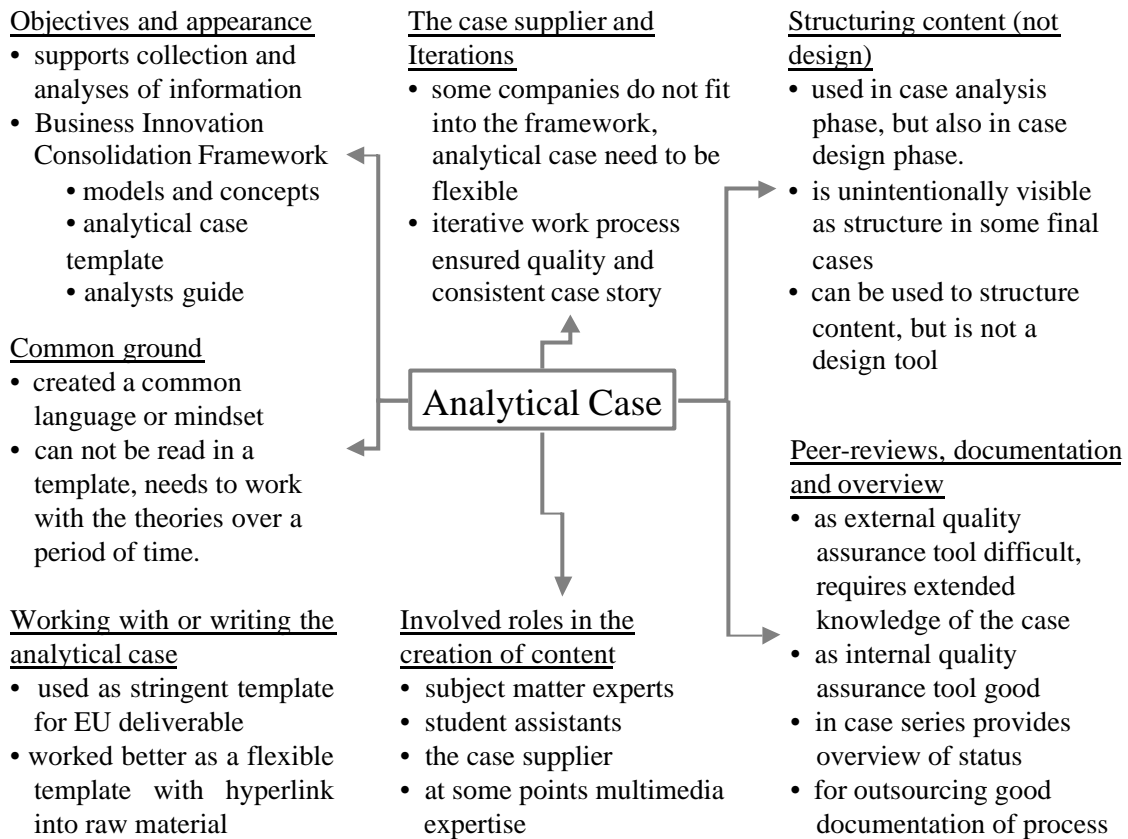 Objectives and appearance
• supports collection and
analyses of information
• Business Innovation
Consolidation Framework
• models and concepts
• analytical case
template
• analysts guide
Common ground
• created a common
language or mindset
• can not be read in a
template, needs to work
with the theories over a
period of time.
Working with or writing the
analytical case
• used as stringent template
for EU deliverable
• worked better as a flexible
template with hyperlink
into raw material
The case supplier and
Iterations
• some companies do not fit
into the framework,
analytical case need to be
flexible
• iterative work process
ensured quality and
consistent case story
Analytical Case
Involved roles in the
creation of content
• subject matter experts
• student assistants
• the case supplier
• at some points multimedia
expertise
Structuring content (not
design)
• used in case analysis
phase, but also in case
design phase.
• is unintentionally visible
as structure in some final
cases
• can be used to structure
content, but is not a
design tool
Peer-reviews, documentation
and overview
• as external quality
assurance tool difficult,
requires extended
knowledge of the case
• as internal quality
assurance tool good
• in case series provides
overview of status
• for outsourcing good
documentation of process